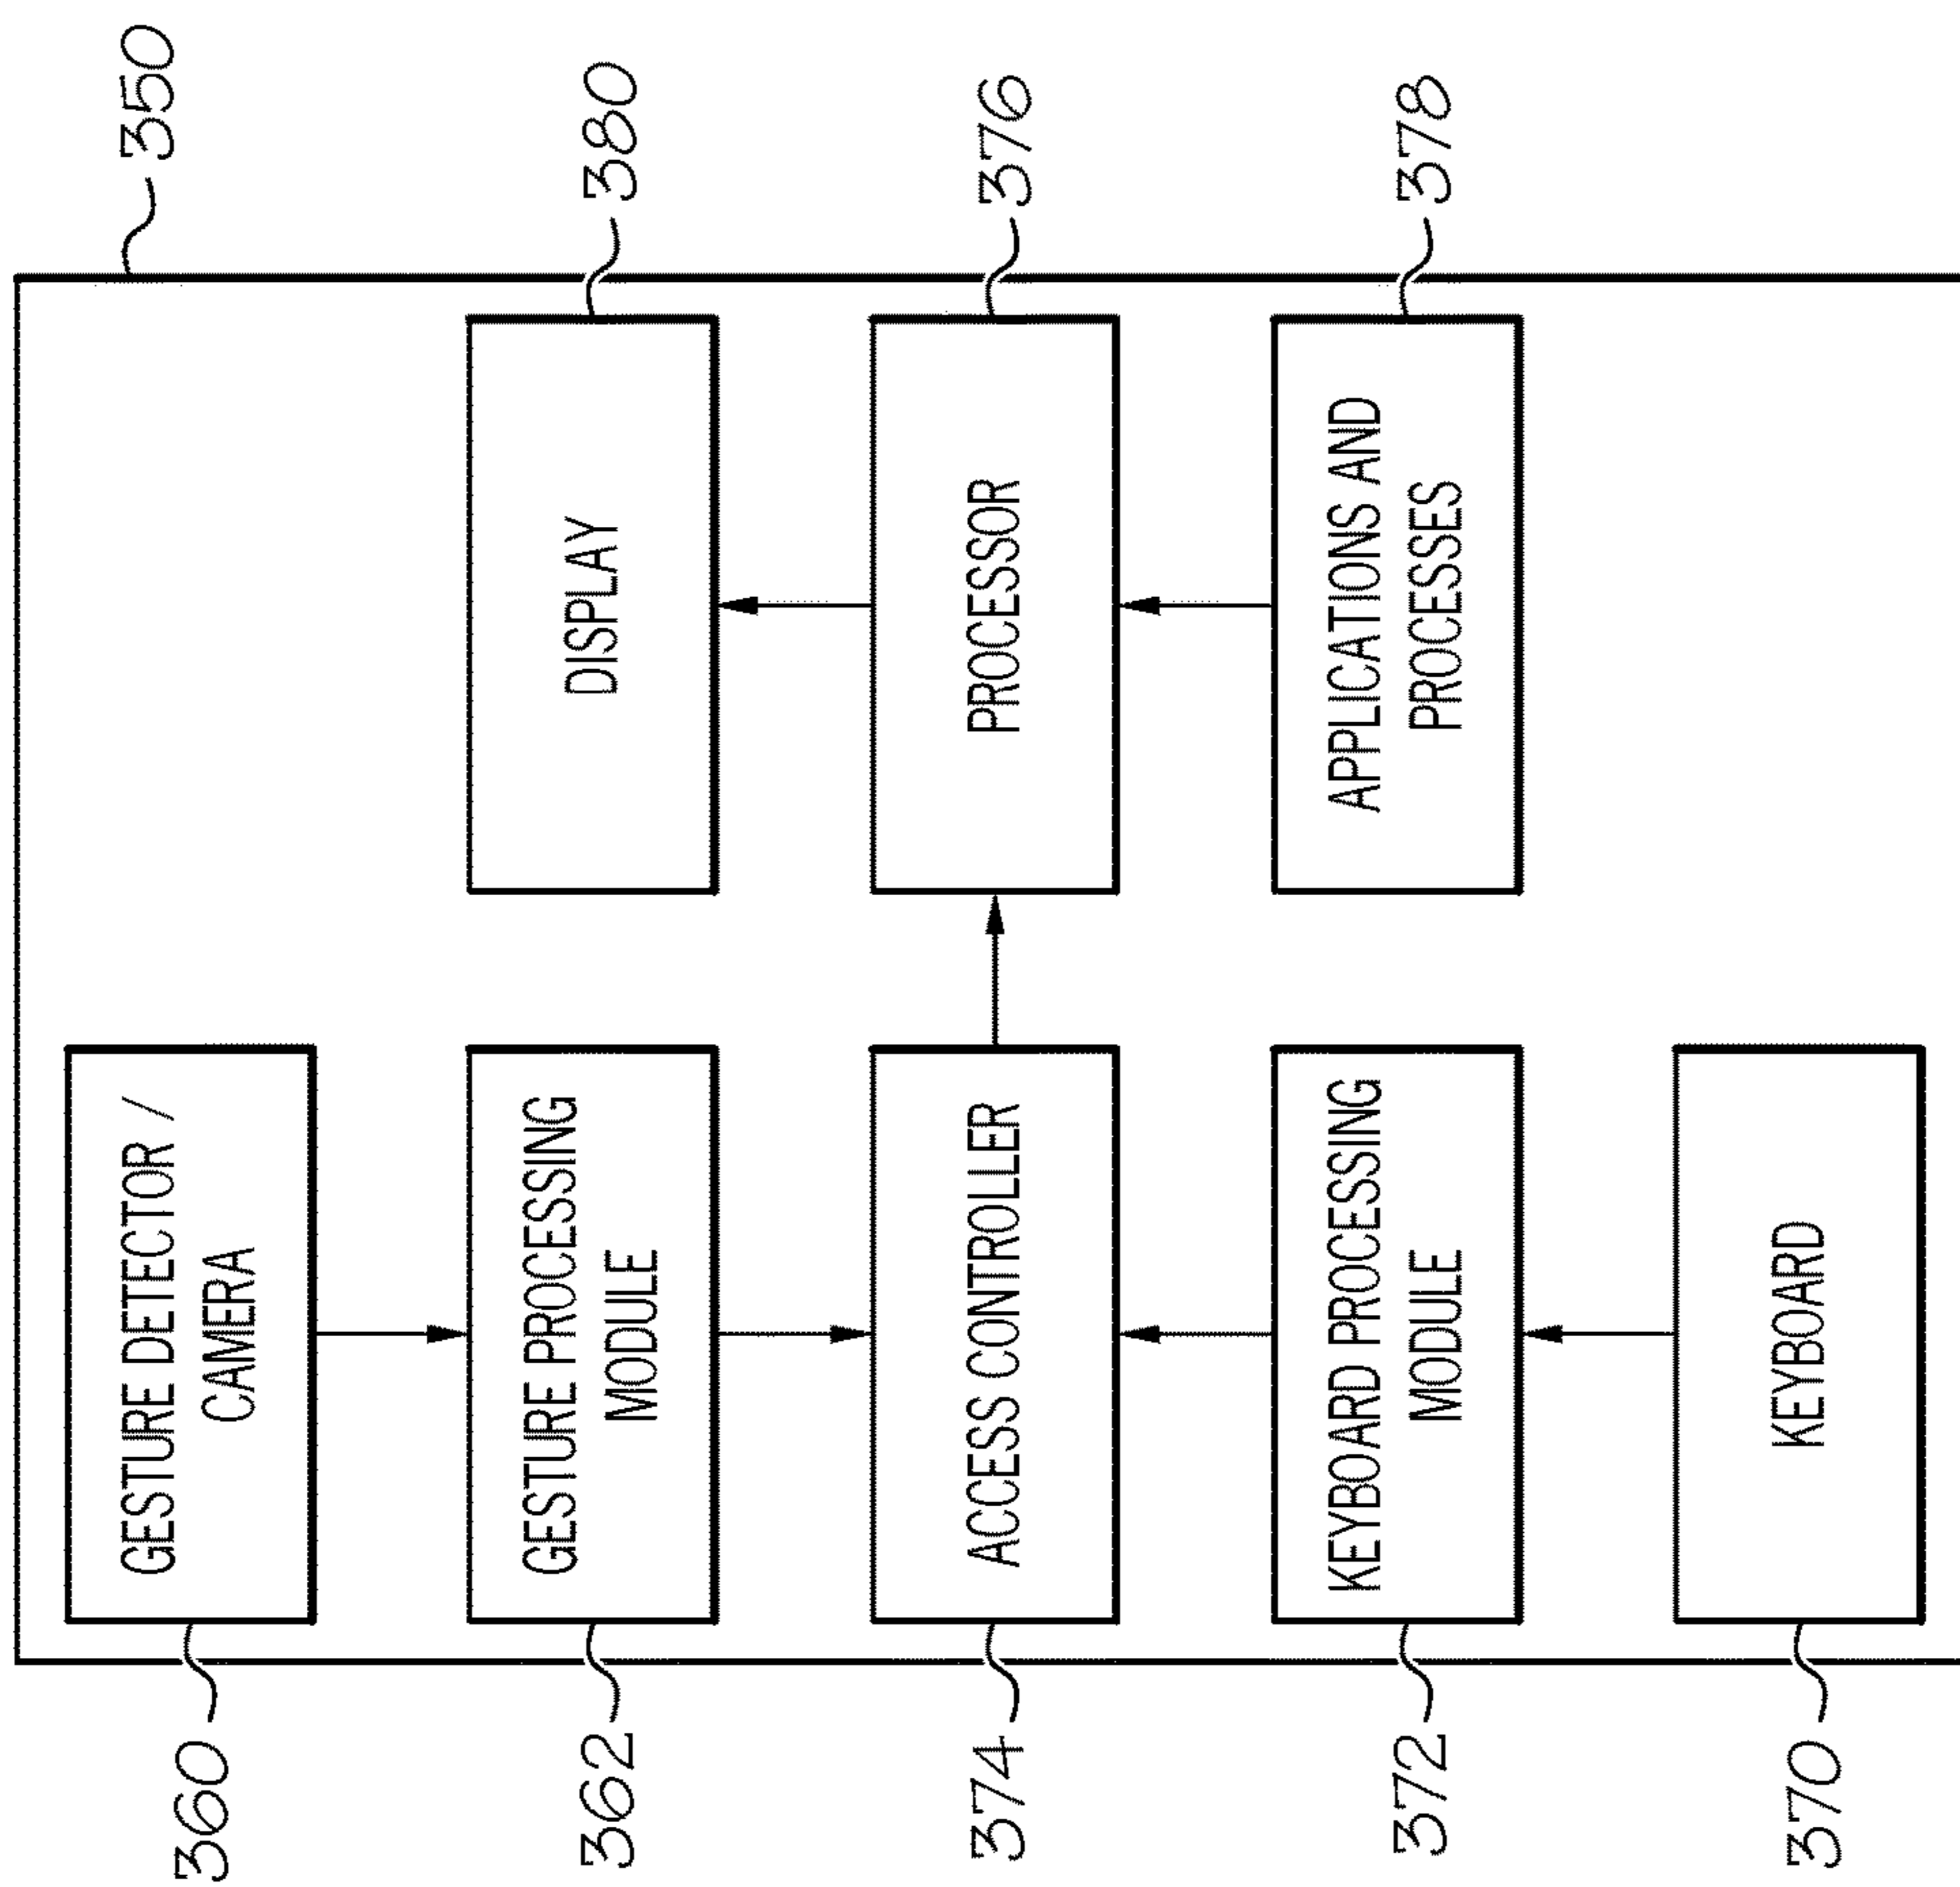 350
360
GESTURE DETECTOR /
CAMERA
362
GESTURE PROCESSING
MODULE
DISPLAY
380
374
ACCESS CONTROLLER
PROCESSOR
376
372
KEYBOARD PROCESSING
MODULE
APPLICATIONS AND
PROCESSES
378
370
KEYBOARD